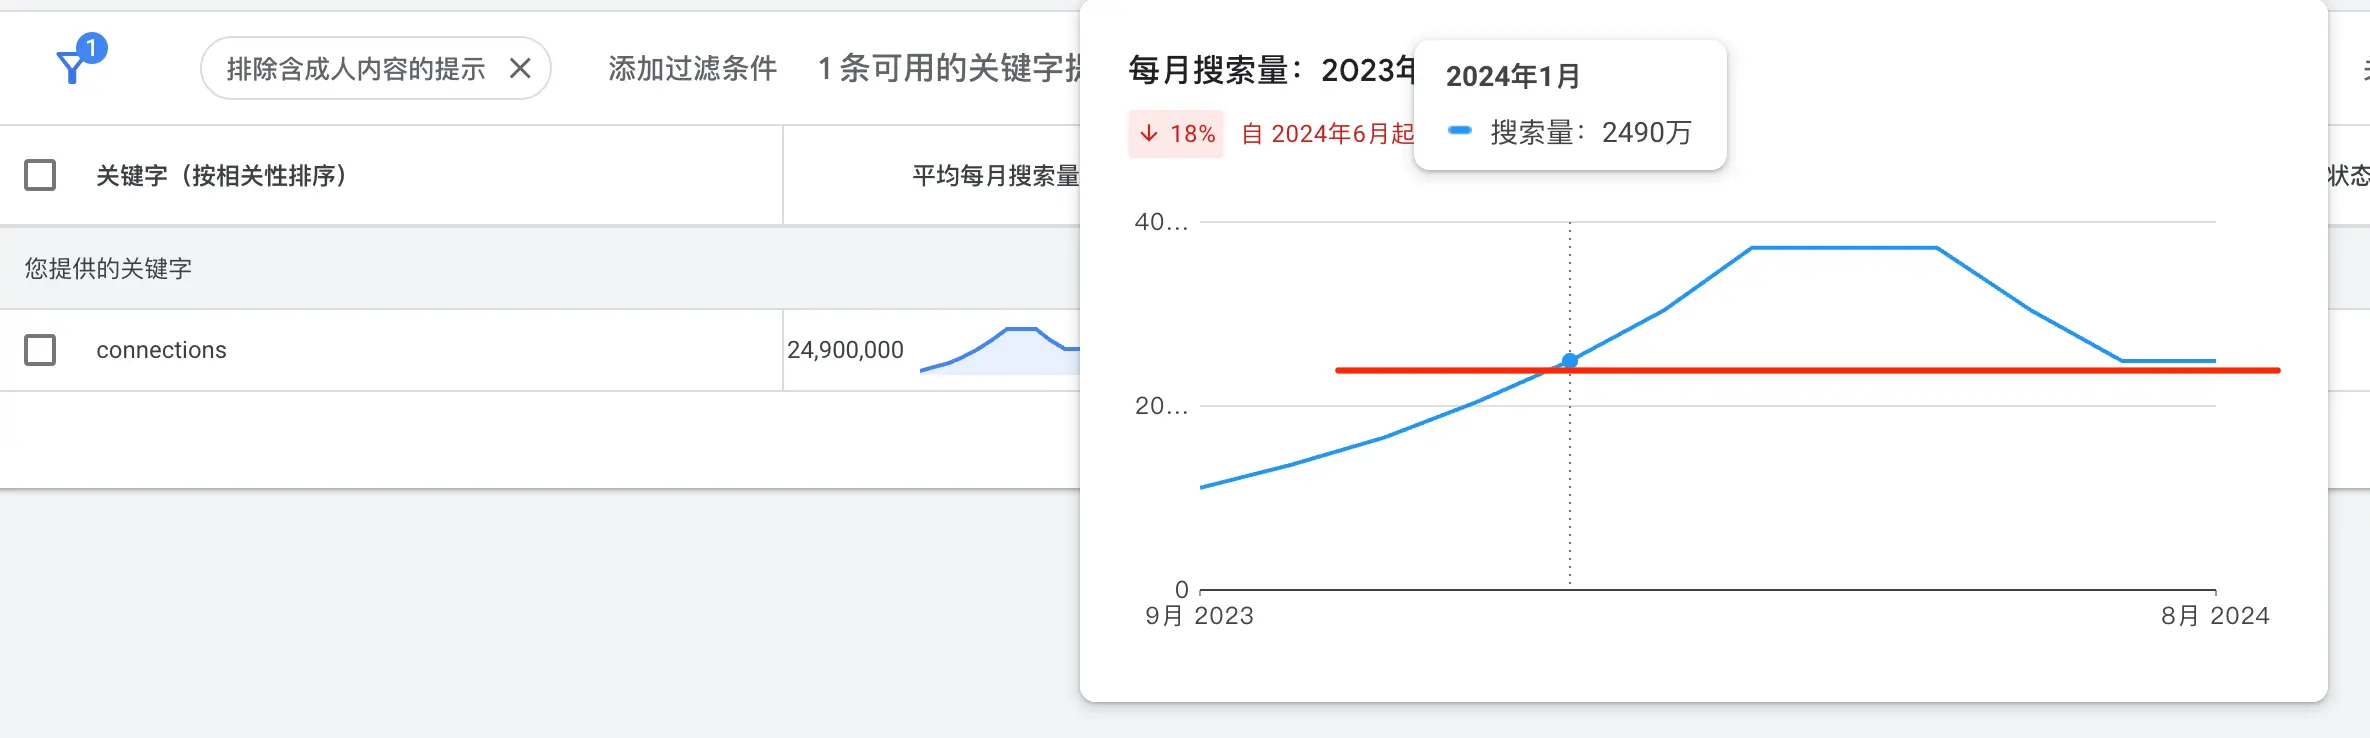 1
排除含成人内容的提示
添加过滤条件
1 条可用的关键字
关键字（按相关性排序）
平均每月搜索量
状态
您提供的关键字
connections
24,900,000
每月搜索量：2023年
2024年1月
搜索量：2490万
↓ 18%
自 2024年6月起
40...
20...
0
9月 2023
8月 2024